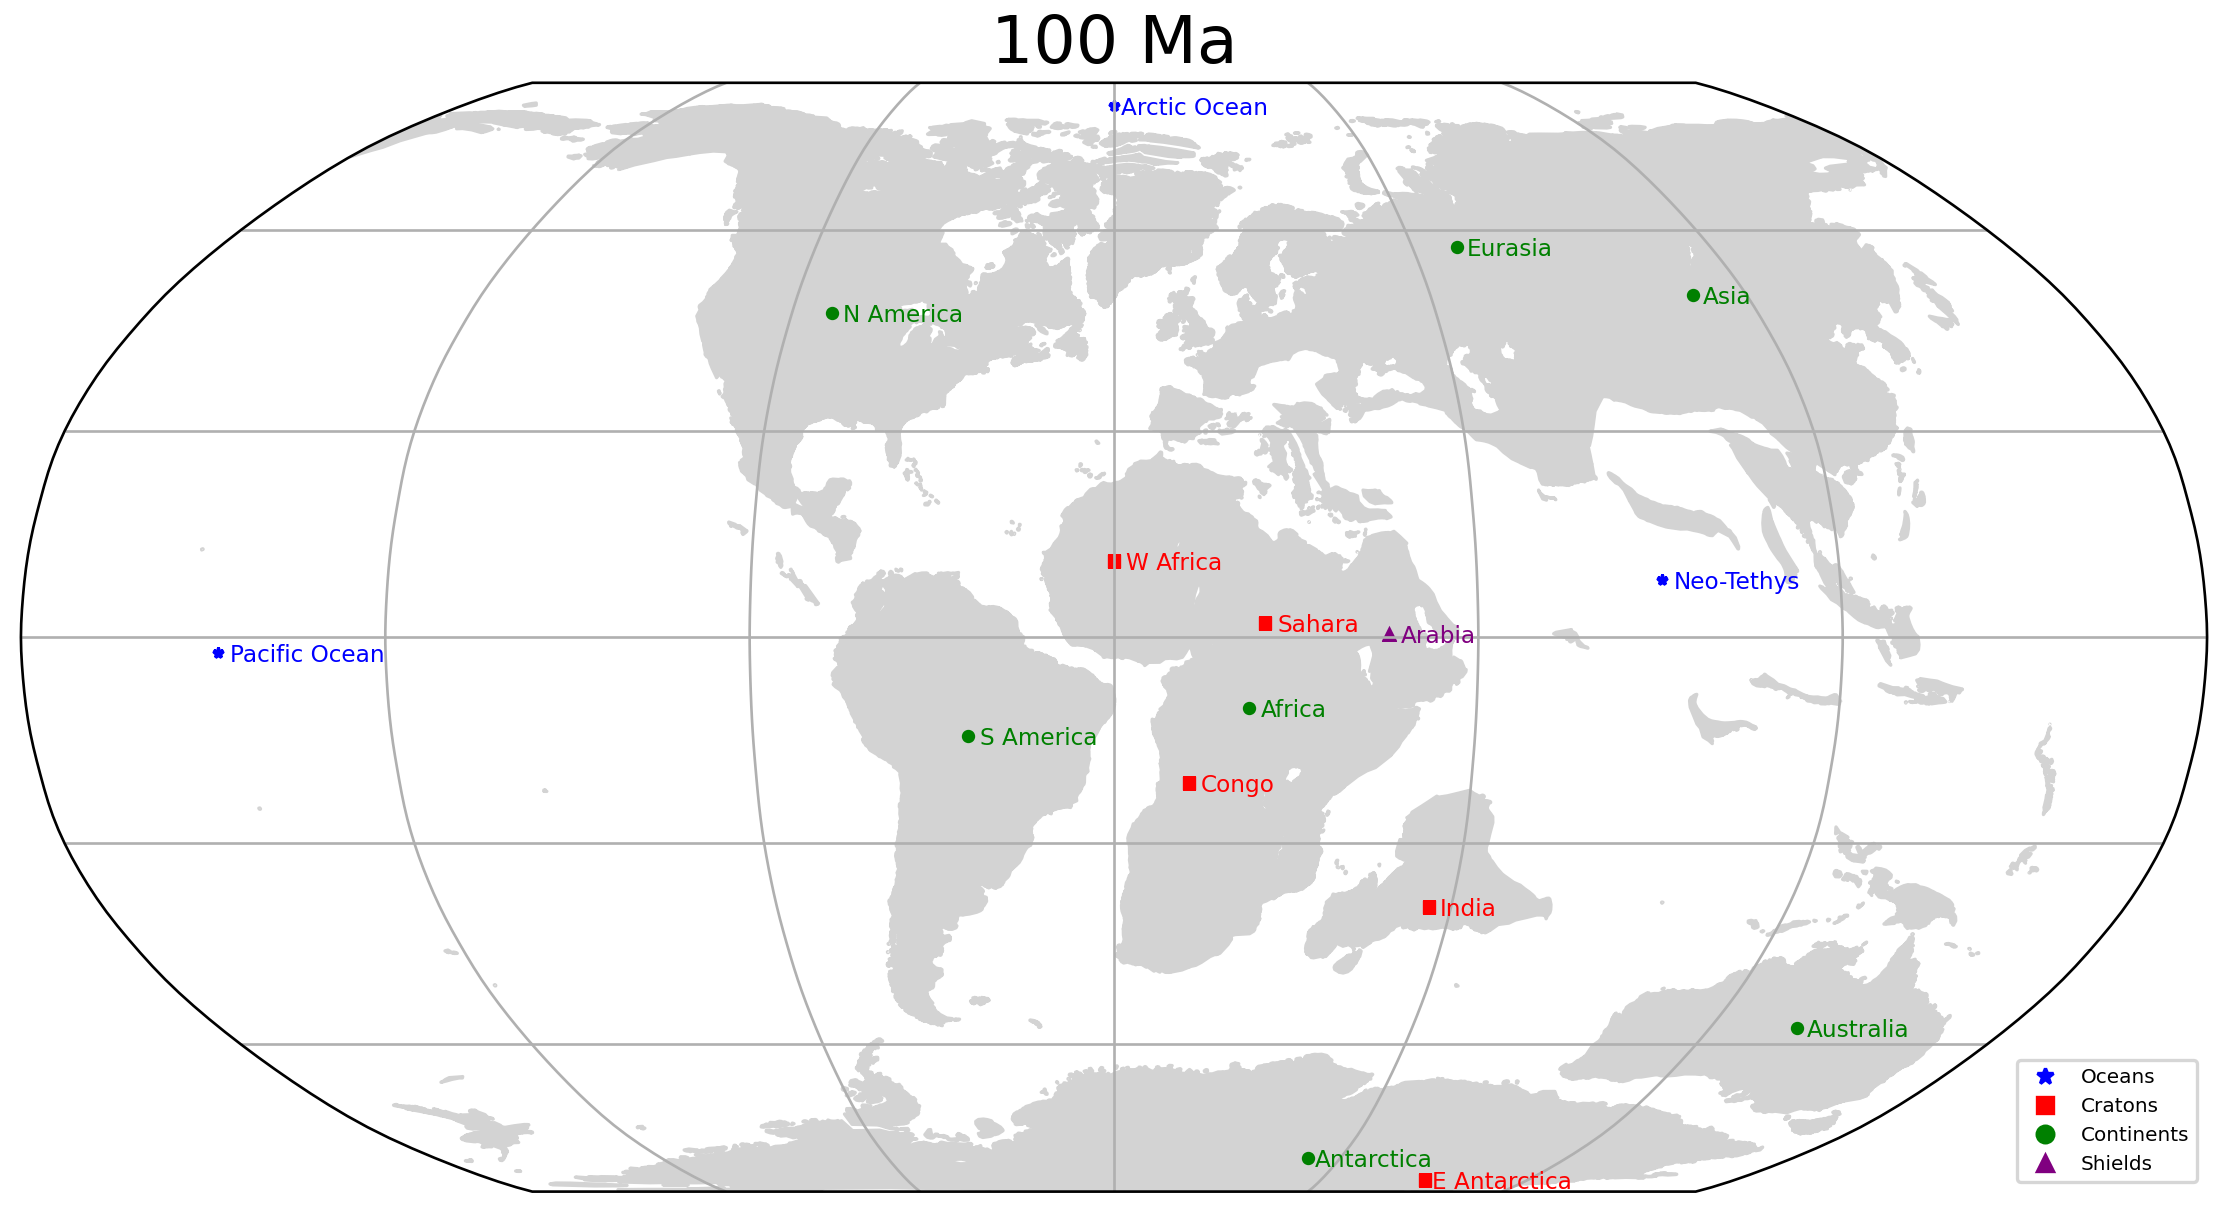 100 Ma
Arctic Ocean
Eurasia
Asia
N America
W Africa
Neo-Tethys
Sahara
Arabia
Pacific Ocean
Africa
S America
Congo
India
Australia
Antarctica
E Antarctica
Oceans
Cratons
Continents
Shields